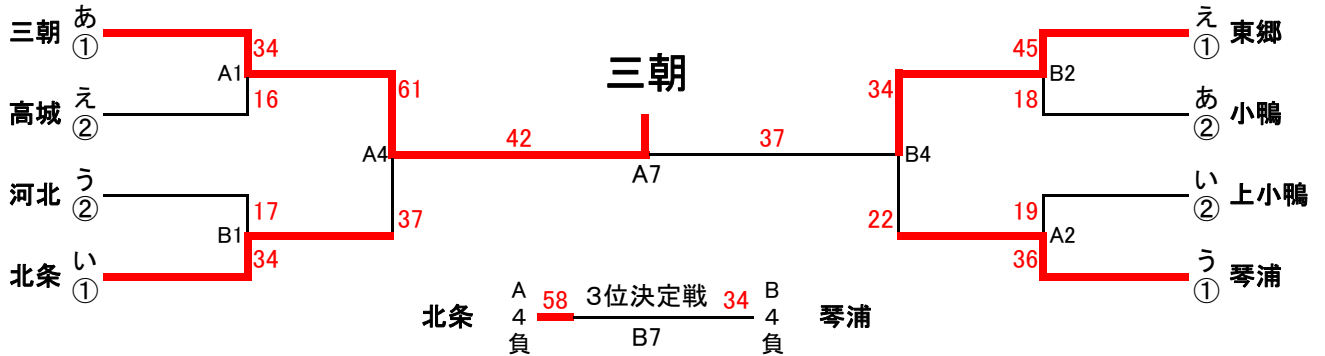 三朝 あ ① 34 45 え ① 東郷
A1 三朝 B2
61 34
高城 え ② 16 18 あ ② 小鴨
A4 42 37 B4
A7
河北 う ② 17 19 い ② 上小鴨
37 22
B1 A2
北条 い ① 34 36 う ① 琴浦
北条 A4負 58 3位決定戦 34 B4負 琴浦
B7